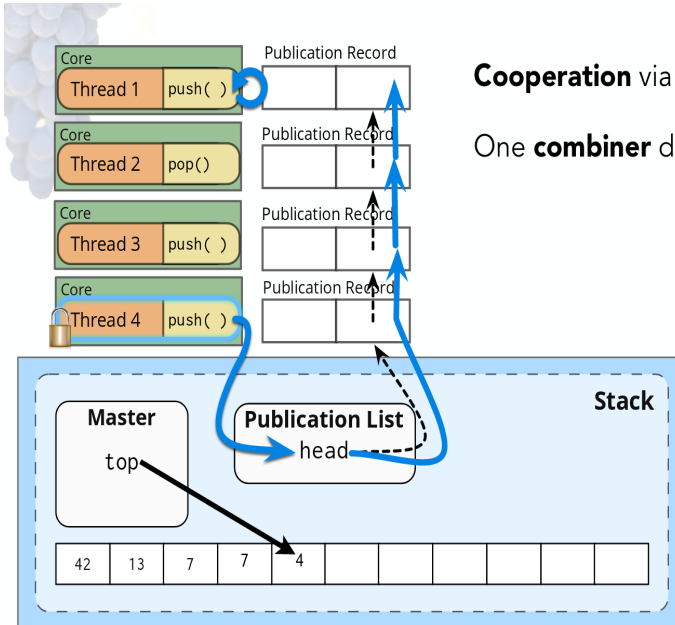 Core
Publication Record
Thread 1 push( )
Cooperation via
Core
Publication Record
Thread 2 pop()
One combiner d
Core
Publication Record
Thread 3 push( )
Core
Publication Record
Thread 4 push( )
Stack
Master
Publication List
top
head
42 13 7 7 4